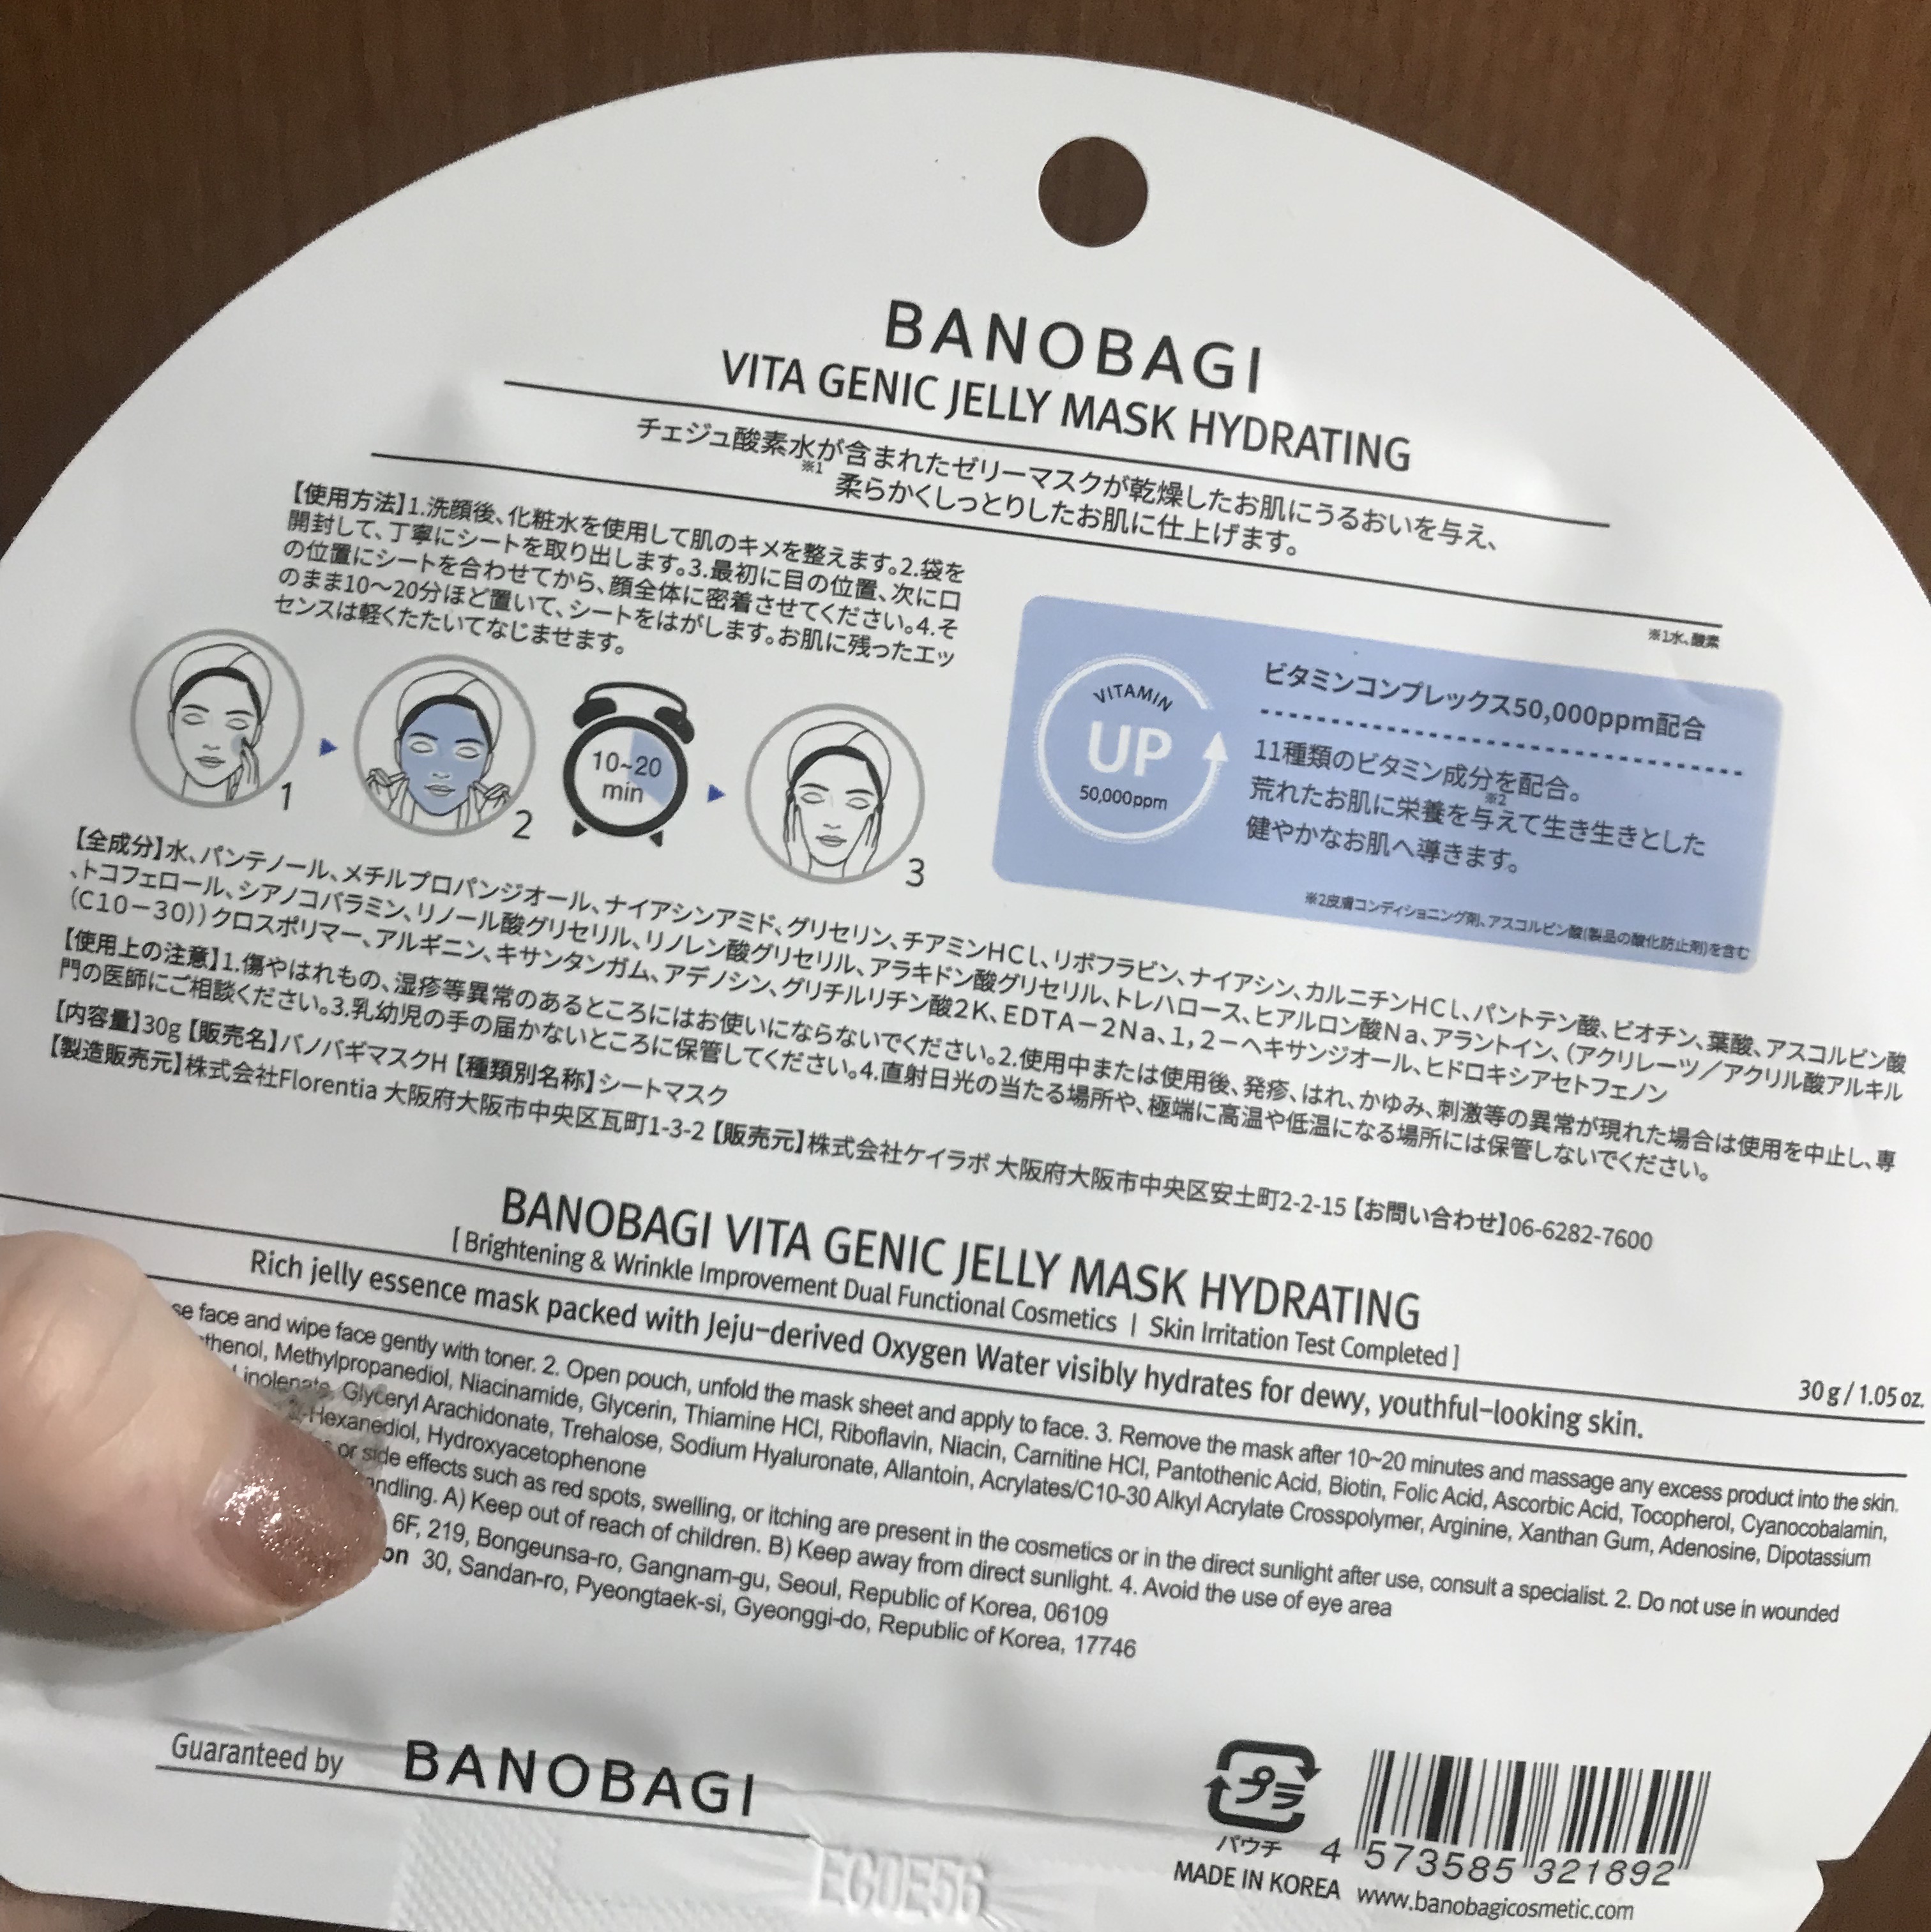 BANOBAGI
VITA GENIC JELLY MASK HYDRATING
チェジュ酸素水が含まれたゼリーマスクが乾燥したお肌にうるおいを与え、
※1
柔らかくしっとりしたお肌に仕上げます。
※1水、酸素
【使用方法】1.洗顔後、化粧水を使用して肌のキメを整えます。2.袋を
開封して、丁寧にシートを取り出します。3.最初に目の位置、次に口
の位置にシートを合わせてから、顔全体に密着させてください。4.そ
のまま10〜20分ほど置いて、シートをはがします。お肌に残ったエッ
センスは軽くたたいてなじませます。
1
2
10~20
min
3
VITAMIN
UP
50,000ppm
ビタミンコンプレックス50,000ppm配合
11種類のビタミン成分を配合。
※2
荒れたお肌に栄養を与えて生き生きとした
健やかなお肌へ導きます。
※2皮膚コンディショニング剤、アスコルビン酸(製品の酸化防止剤)を含む
【全成分】水、パンテノール、メチルプロパンジオール、ナイアシンアミド、グリセリン、チアミンHCl、リボフラビン、ナイアシン、カルニチンHCl、パントテン酸、ビオチン、葉酸、アスコルビン酸
、トコフェロール、シアノコバラミン、リノール酸グリセリル、リノレン酸グリセリル、アラキドン酸グリセリル、トレハロース、ヒアルロン酸Na、アラントイン、(アクリレーツ／アクリル酸アルキル
(C10－30))クロスポリマー、アルギニン、キサンタンガム、アデノシン、グリチルリチン酸2K、EDTA－2Na、1,2－ヘキサンジオール、ヒドロキシアセトフェノン
【使用上の注意】1.傷やはれもの、湿疹等異常のあるところにはお使いにならないでください。2.使用中または使用後、発疹、はれ、かゆみ、刺激等の異常が現れた場合は使用を中止し、専
門の医師にご相談ください。3.乳幼児の手の届かないところに保管してください。4.直射日光の当たる場所や、極端に高温や低温になる場所には保管しないでください。
【内容量】30g【販売名】バノバギマスクH【種類別名称】シートマスク
【製造販売元】株式会社Florentia 大阪府大阪市中央区瓦町1-3-2【販売元】株式会社ケイラボ 大阪府大阪市中央区安土町2-2-15【お問い合わせ】06-6282-7600
BANOBAGI VITA GENIC JELLY MASK HYDRATING
[ Brightening & Wrinkle Improvement Dual Functional Cosmetics | Skin Irritation Test Completed ]
30 g / 1.05 oz.
Rich jelly essence mask packed with Jeju-derived Oxygen Water visibly hydrates for dewy, youthful-looking skin.
face and wipe face gently with toner. 2. Open pouch, unfold the mask sheet and apply to face. 3. Remove the mask after 10~20 minutes and massage any excess product into the skin.
Methylpropanediol, Niacinamide, Glycerin, Thiamine HCl, Riboflavin, Niacin, Carnitine HCl, Pantothenic Acid, Biotin, Folic Acid, Ascorbic Acid, Tocopherol, Cyanocobalamin,
Glyceryl Arachidonate, Trehalose, Sodium Hyaluronate, Allantoin, Acrylates/C10-30 Alkyl Acrylate Crosspolymer, Arginine, Xanthan Gum, Adenosine, Dipotassium
Hexanediol, Hydroxyacetophenone
or side effects such as red spots, swelling, or itching are present in the cosmetics or in the direct sunlight after use, consult a specialist. 2. Do not use in wounded
A) Keep out of reach of children. B) Keep away from direct sunlight. 4. Avoid the use of eye area
6F, 219, Bongeunsa-ro, Gangnam-gu, Seoul, Republic of Korea, 06109
30, Sandan-ro, Pyeongtaek-si, Gyeonggi-do, Republic of Korea, 17746
Guaranteed by BANOBAGI
プラ
パウチ
MADE IN KOREA
4 573585 321892
www.banobagicosmetic.com